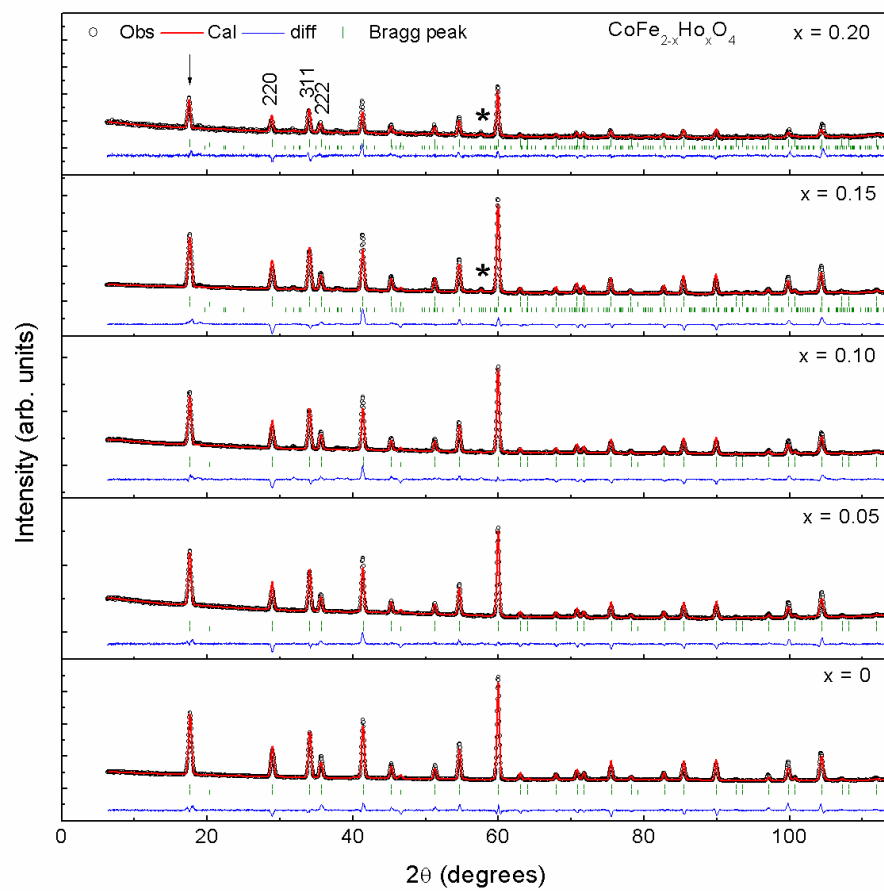 Obs Cal diff Bragg peak CoFe2-xHoxO4 x = 0.20
220
311
222
*
x = 0.15
*
x = 0.10
x = 0.05
x = 0
Intensity (arb. units)
0 20 40 60 80 100
2θ (degrees)